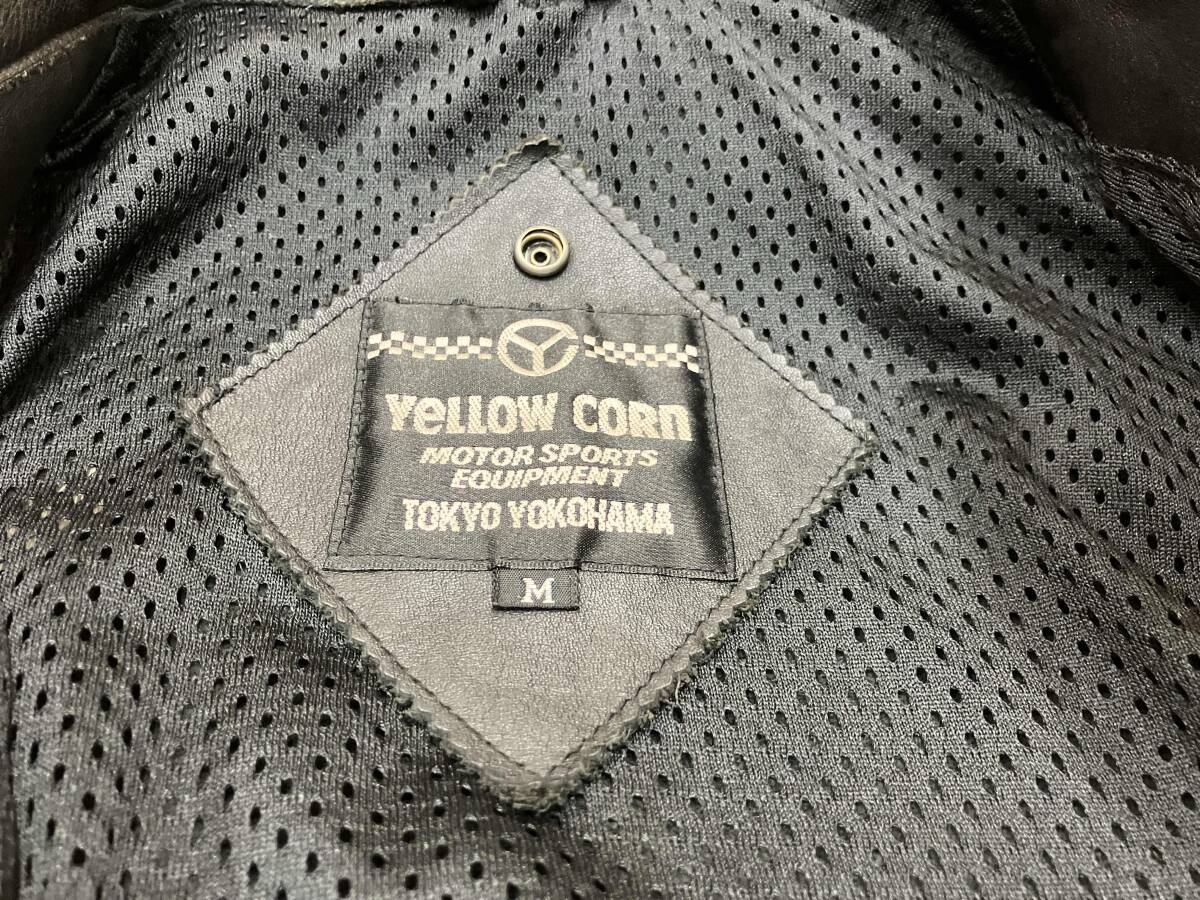 YeLLOW CORn
MOTOR SPORTS
EQUIPMENT
TOKYO YOKOHAMA
M